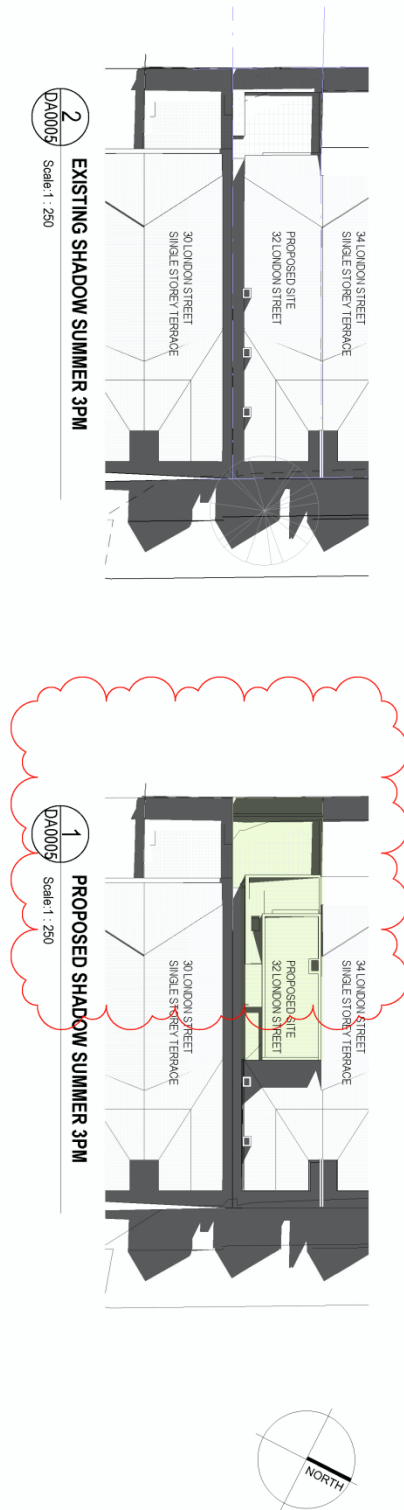 2
DA0005
EXISTING SHADOW SUMMER 3PM
Scale:1 : 250
34 LONDON STREET
SINGLE STOREY TERRACE
PROPOSED SITE
32 LONDON STREET
30 LONDON STREET
SINGLE STOREY TERRACE
1
DA0005
PROPOSED SHADOW SUMMER 3PM
Scale:1 : 250
34 LONDON STREET
SINGLE STOREY TERRACE
PROPOSED SITE
32 LONDON STREET
30 LONDON STREET
SINGLE STOREY TERRACE
NORTH